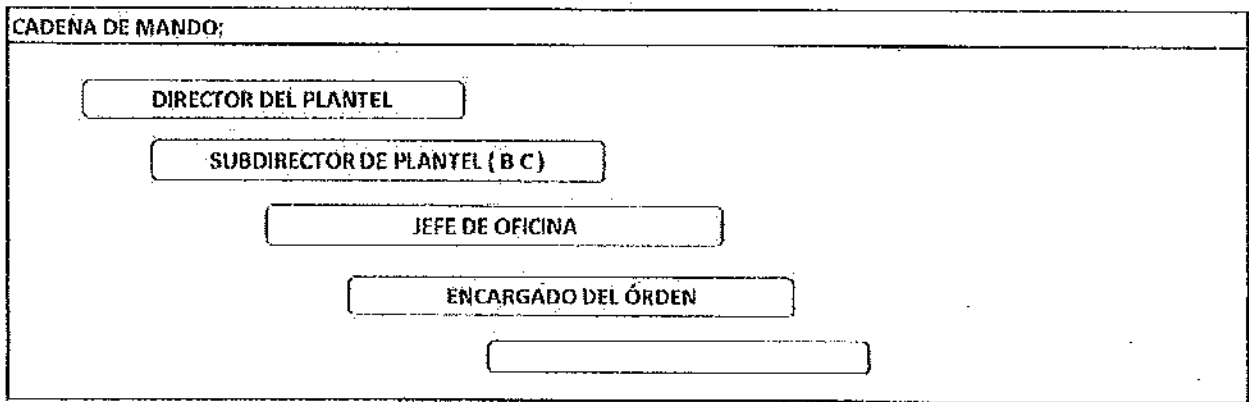 CADENA DE MANDO;
DIRECTOR DEL PLANTEL
SUBDIRECTOR DE PLANTEL ( B C )
JEFE DE OFICINA
ENCARGADO DEL ÓRDEN